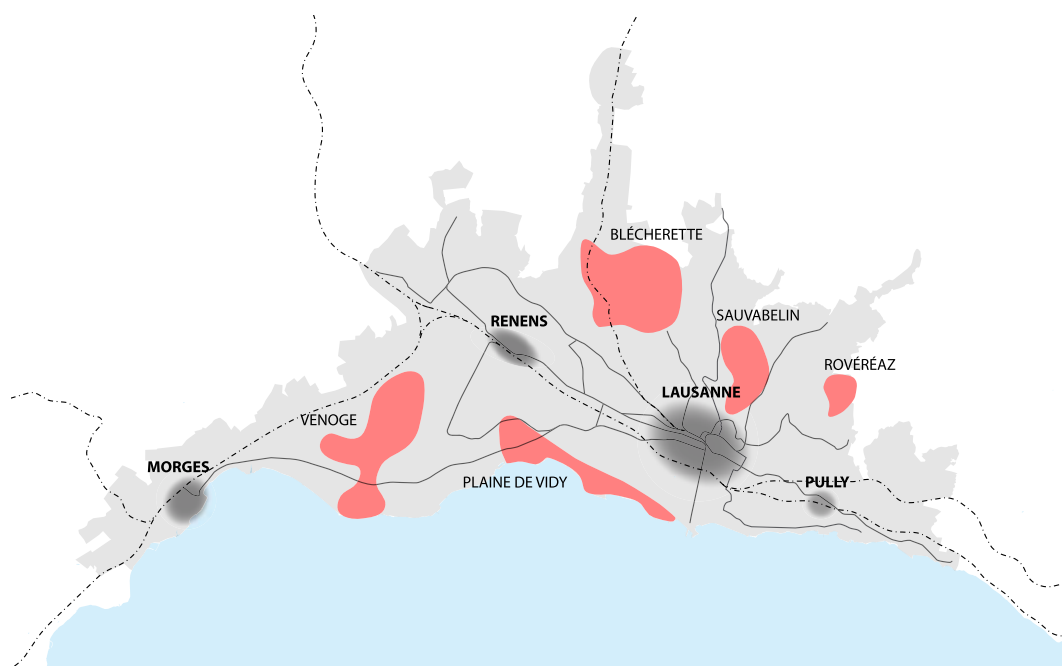 BLÉCHERETTE
SAUVABELIN
RENENS
ROVÉRÉAZ
LAUSANNE
VENOGE
MORGES
PLAINE DE VIDY
PULLY